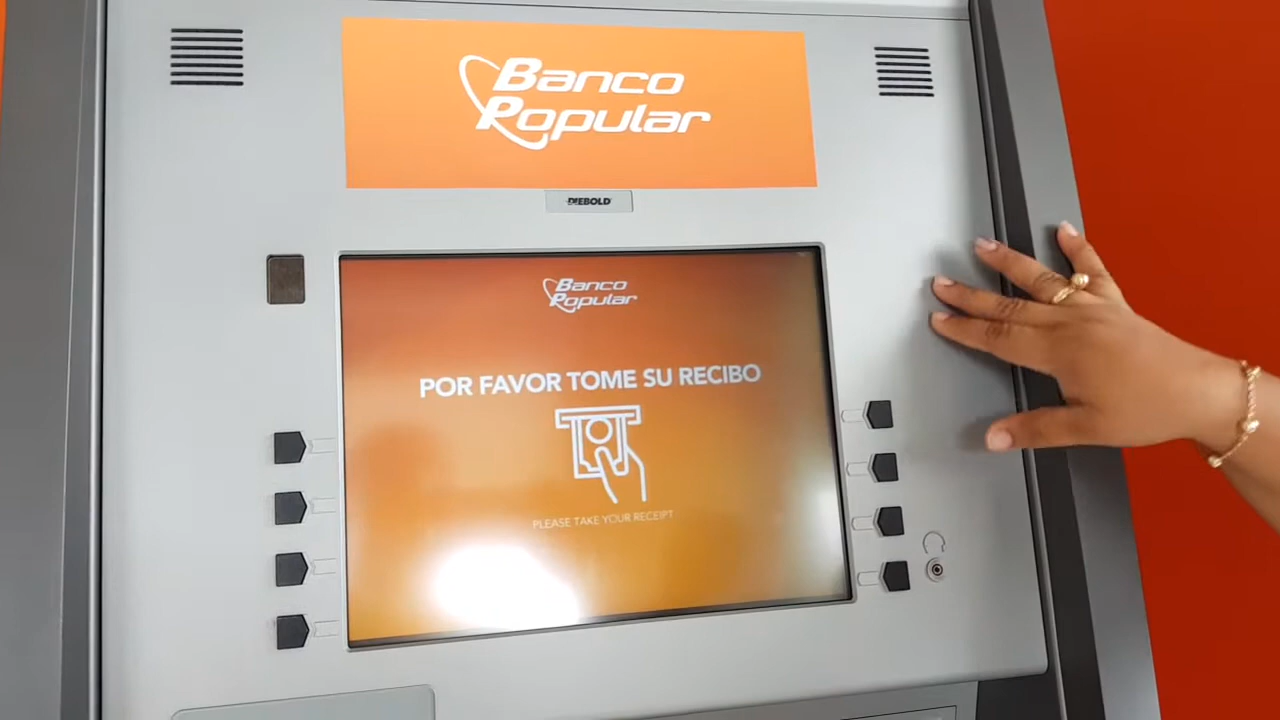 Banco
Popular
DIEBOLD
Banco
Popular
POR FAVOR TOME SU RECIBO
PLEASE TAKE YOUR RECEIPT